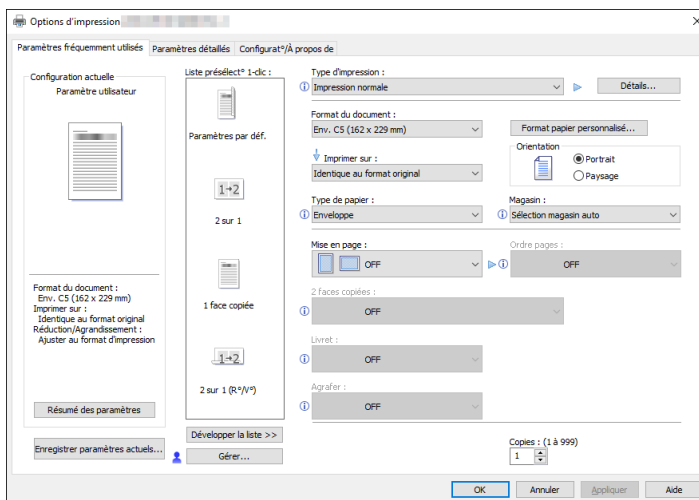 Options d'impression
Paramètres fréquemment utilisés
Paramètres détaillés
Configurat°/À propos de
Configuration actuelle
Paramètre utilisateur
Format du document :
Env. C5 (162 x 229 mm)
Imprimer sur :
Identique au format original
Réduction/Agrandissement :
Ajuster au format d'impression
Résumé des paramètres
Enregistrer paramètres actuels...
Liste présélect° 1-clic :
Paramètres par déf.
1→2
2 sur 1
1 face copiée
1→2
2 sur 1 (R°/V°)
Développer la liste >>
Gérer...
Type d'impression :
Impression normale
Détails...
Format du document :
Env. C5 (162 x 229 mm)
Format papier personnalisé...
Imprimer sur :
Identique au format original
Orientation
Portrait
Paysage
Type de papier :
Enveloppe
Magasin :
Sélection magasin auto
Mise en page :
OFF
Ordre pages :
OFF
2 faces copiées :
OFF
Livret :
OFF
Agrafer :
OFF
Copies : (1 à 999)
1
OK
Annuler
Appliquer
Aide